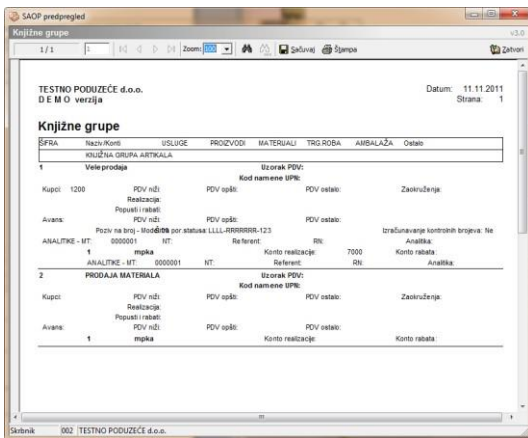 SAOP predpregled
Knjižne grupe v3.0
1 / 1 1 Zoom: 100 Sačuvaj Štampa Zatvori
TESTNO PODUZEĆE d.o.o. Datum: 11.11.2011
D E M O verzija Strana: 1
Knjižne grupe
ŠIFRA Naziv/Konti USLUGE PROIZVODI MATERIJALI TRG.ROBA AMBALAŽA Ostalo
KNJIŽNA GRUPA ARTIKALA
1 Veleprodaja Uzorak PDV:
Kod namene UPN:
Kupci: 1200 PDV niži: PDV opšti: PDV ostalo: Zaokruženja:
Realizacija:
Popusti i rabati:
Avans: PDV niži: PDV opšti: PDV ostalo:
Poziv na broj - por.statusa: LLLL-RRRRRRR-123 Izračunavanje kontrolnih brojeva: Ne
ANALITIKE - MT: 0000001 NT: Referent: RN: Analitika:
1 mpka Konto realizacije: 7000 Konto rabata:
ANALITIKE - MT: 0000001 NT: Referent: RN: Analitika:
2 PRODAJA MATERIALA Uzorak PDV:
Kod namene UPN:
Kupci: PDV niži: PDV opšti: PDV ostalo: Zaokruženja:
Realizacija:
Popusti i rabati:
Avans: PDV niži: PDV opšti: PDV ostalo:
1 mpka Konto realizacije: Konto rabata:
Skrbnik 002 TESTNO PODUZEĆE d.o.o.